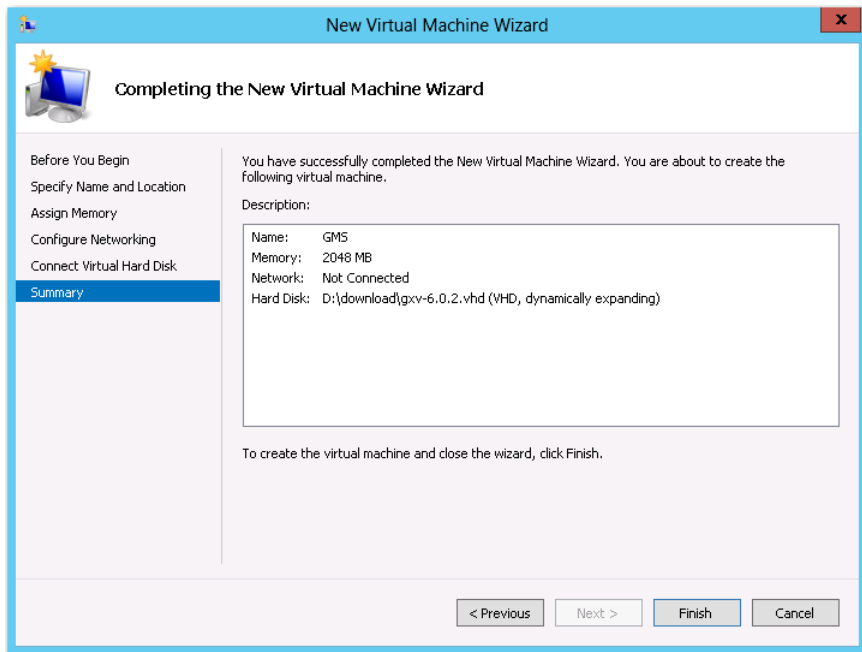 New Virtual Machine Wizard
x
Completing the New Virtual Machine Wizard
Before You Begin
Specify Name and Location
Assign Memory
Configure Networking
Connect Virtual Hard Disk
Summary
You have successfully completed the New Virtual Machine Wizard. You are about to create the
following virtual machine.
Description:
Name: GMS
Memory: 2048 MB
Network: Not Connected
Hard Disk: D:\download\gxv-6.0.2.vhd (VHD, dynamically expanding)
To create the virtual machine and close the wizard, click Finish.
< Previous Next > Finish Cancel